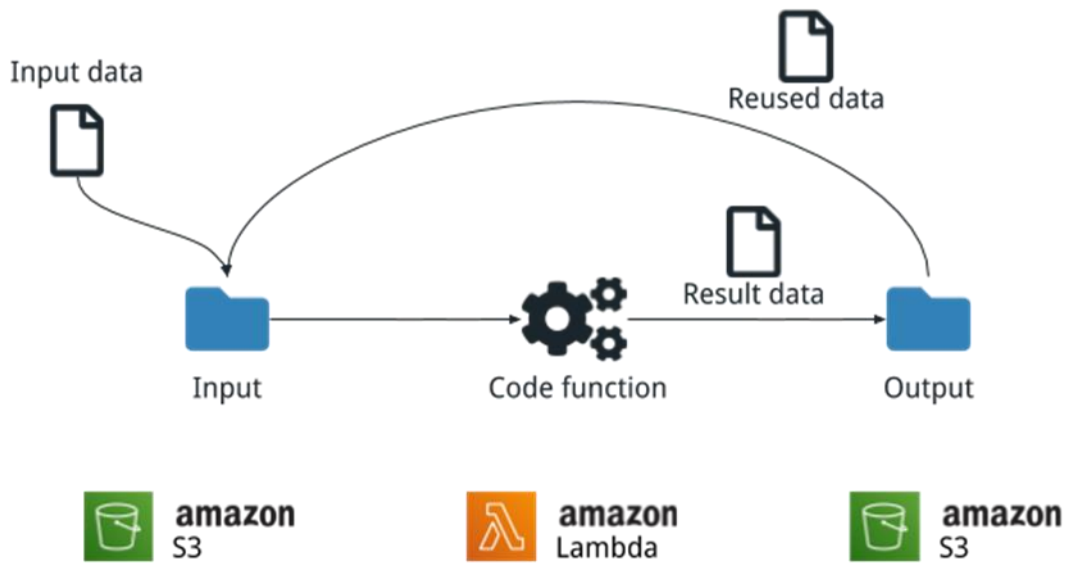 Input data
Reused data
Result data
Input
Code function
Output
amazon
S3
amazon
Lambda
amazon
S3